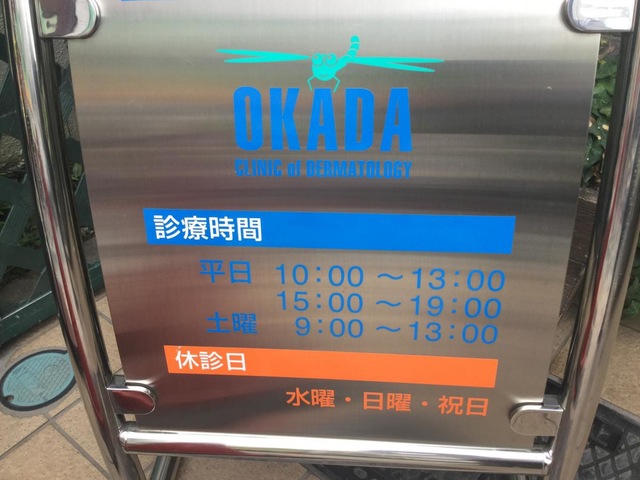 OKADA
CLINIC of DERMATOLOGY
診療時間
平日 10：00 ～13：00
15：00 ～19：00
土曜 9：00 ～13：00
休診日
水曜・日曜・祝日